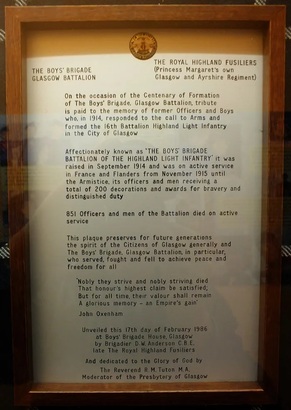 THE BOYS' BRIGADE
GLASGOW BATTALION
THE ROYAL HIGHLAND FUSILIERS
(Princess Margaret's own
Glasgow and Ayrshire Regiment)
On the occasion of the Centenary of Formation
of The Boys' Brigade, Glasgow Battalion, tribute
is paid to the memory of former Officers and Boys
who, in 1914, responded to the call to Arms and
formed the 16th Battalion Highland Light Infantry
in the City of Glasgow
Affectionately known as 'THE BOYS' BRIGADE
BATTALION OF THE HIGHLAND LIGHT INFANTRY' it was
raised in September 1914 and was on active service
in France and Flanders from November 1915 until
the Armistice, its officers and men receiving a
total of 200 decorations and awards for bravery and
distinguished duty
851 Officers and men of the Battalion died on active
service
This plaque preserves for future generations
the spirit of the Citizens of Glasgow generally and
The Boys' Brigade, Glasgow Battalion, in particular,
who served, fought and fell to achieve peace and
freedom for all
'Nobly they strive and nobly striving died
That honour's highest claim be satisfied,
But for all time, their valour shall remain
A glorious memory - an Empire's gain'
John Oxenham
Unveiled this 17th day of February 1986
at Boys' Brigade House, Glasgow
by Brigadier D.W. Anderson C.B.E.
late The Royal Highland Fusiliers
And dedicated to the Glory of God by
The Reverend R.M. Tuton M.A.
Moderator of the Presbytery of Glasgow